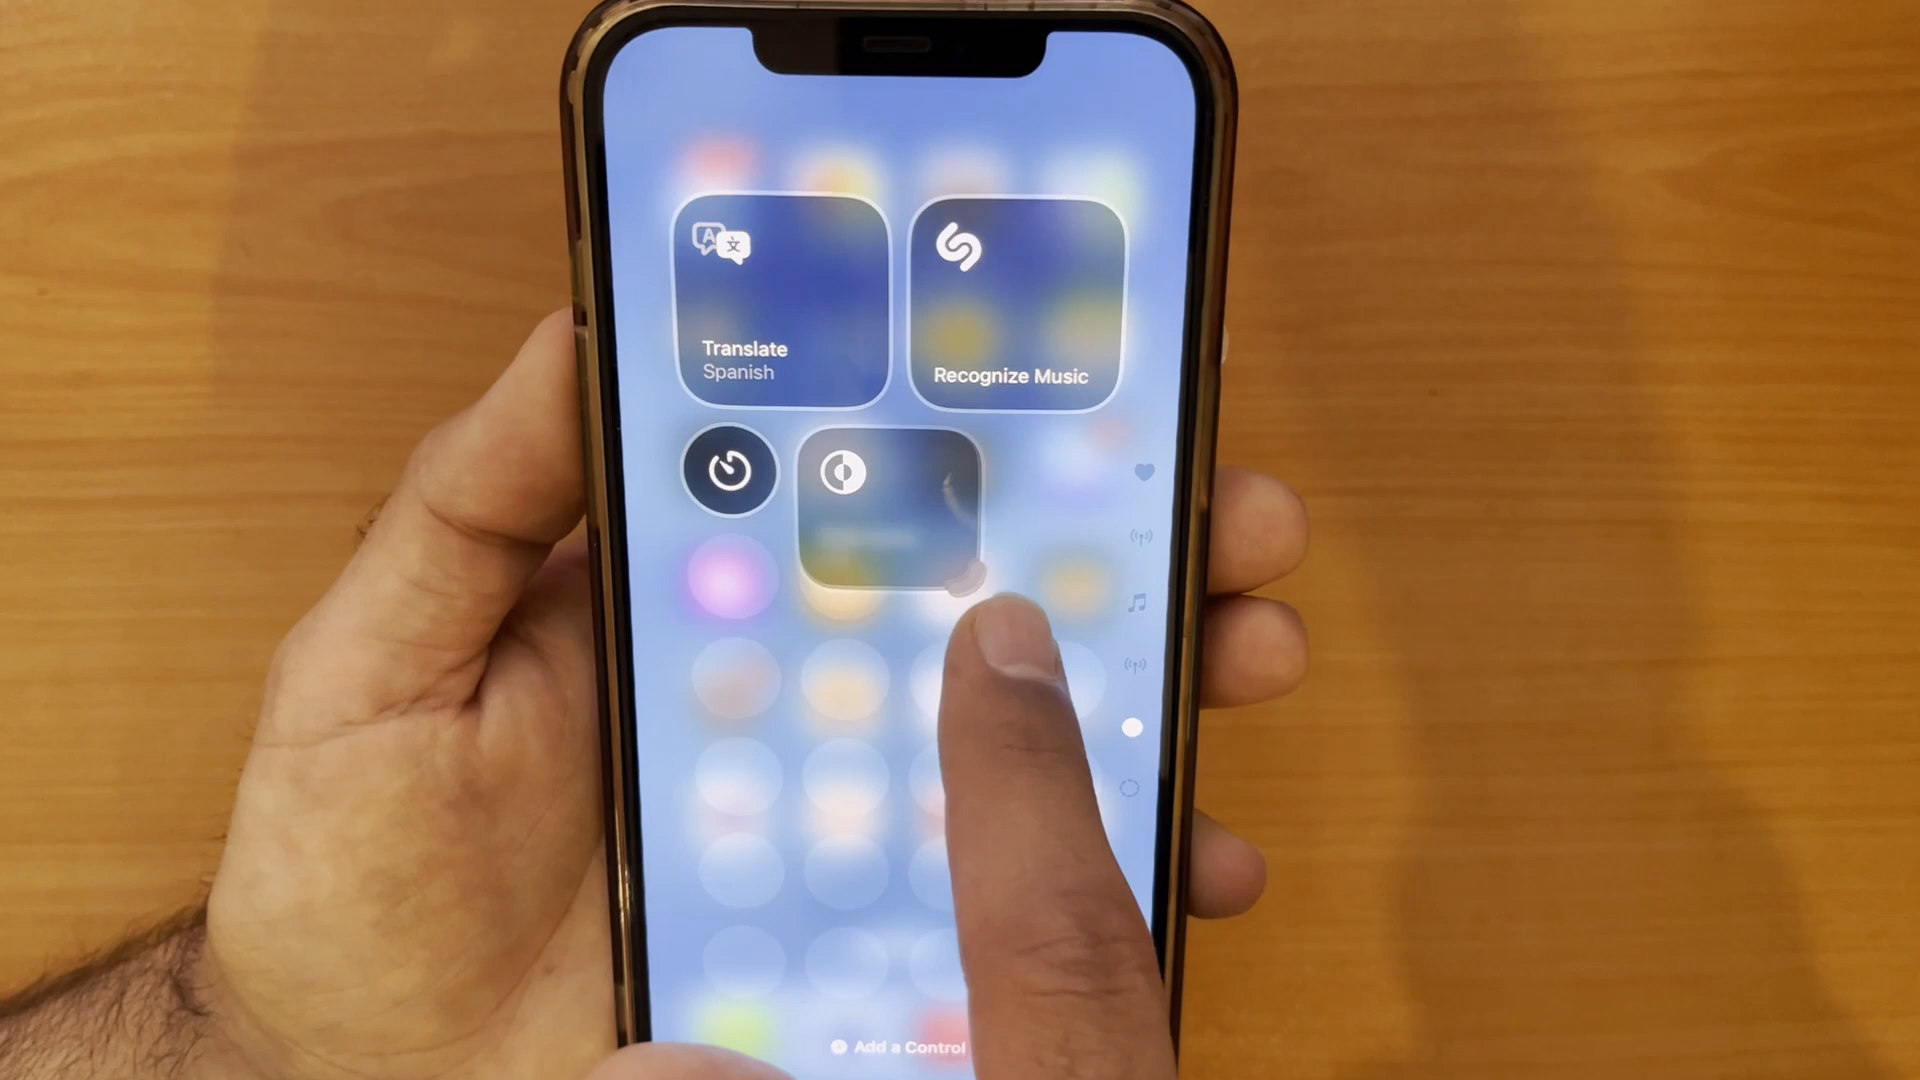 Translate
Spanish
Recognize Music
Add a Control